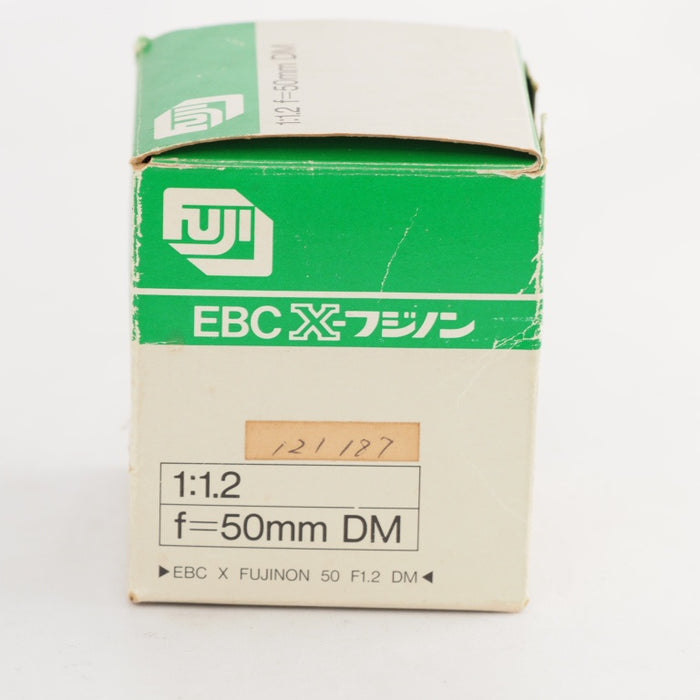 1:1.2 f=50mm DM
FUJI
FUJI
EBC X-フジノン
121187
1:1.2
f=50mm DM
▶EBC X FUJINON 50 F1.2 DM◀